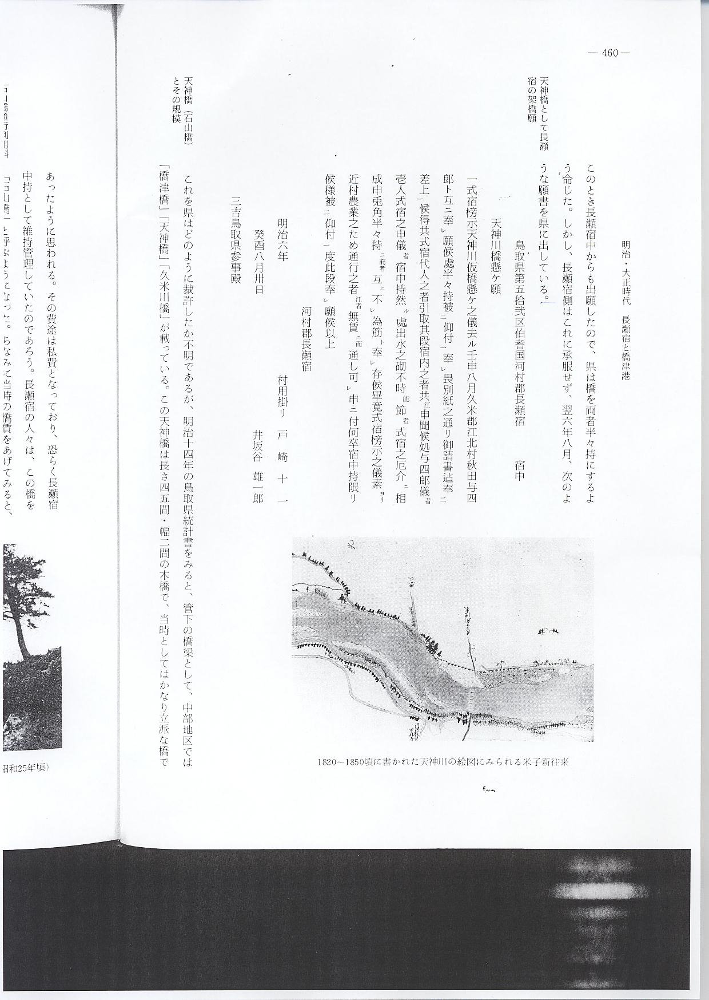 ― 460 ―
明治・大正時代　長瀬宿と橋津港
このとき長瀬宿中からも出願したので、県は橋を両者半々持にするよ
う命じた。しかし、長瀬宿側はこれに承服せず、翌六年八月、次のよ
天神橋として長瀬
宿の架橋願
うな願書を県に出している。
鳥取県第五拾弐区伯耆国河村郡長瀬宿　　宿中
天神川橋懸ケ願
一式宿榜示天神川仮橋懸ケ之儀去ル壬申八月久米郡江北村秋田与四
郎ト互ニ奉レ願候處半々持被二仰付一奉レ畏別紙之通リ御請書迠奉二
差上一候得共式宿代人之者引取其段宿内之者共江申聞候処与四郎儀者
壱人式宿之申儀者宿中持然ル處出水之砌不時能節者式宿之厄介ニ相
成申兎角半々持ニ而者互ニ不レ為筋ト奉レ存候畢竟式宿榜示之儀素ヨリ
近村農業之ため通行之者江者無賃ニ而通し可レ申ニ付何卒宿中持限リ
候様被二仰付一度此段奉レ願候以上
河村郡長瀬宿
明治六年　　村用掛リ　戸崎十一
癸酉八月卅日　　井坂谷雄一郎
三吉鳥取県参事殿
天神橋（石山橋）
とその規模
これを県はどのように裁許したか不明であるが、明治十四年の鳥取県統計書をみると、管下の橋梁として、中部地区では
「橋津橋」「天神橋」「久米川橋」が載っている。この天神橋は長さ四五間・幅二間の木橋で、当時としてはかなり立派な橋で
北
1820～1850頃に書かれた天神川の絵図にみられる米子新往来
あったように思われる。その費途は私費となっており、恐らく長瀬宿
中持として維持管理していたのであろう。長瀬宿の人々は、この橋を
「石山橋」と呼ぶようになった。ちなみに当時の橋賃をあげてみると、
石山橋通行利用料
昭和25年頃）